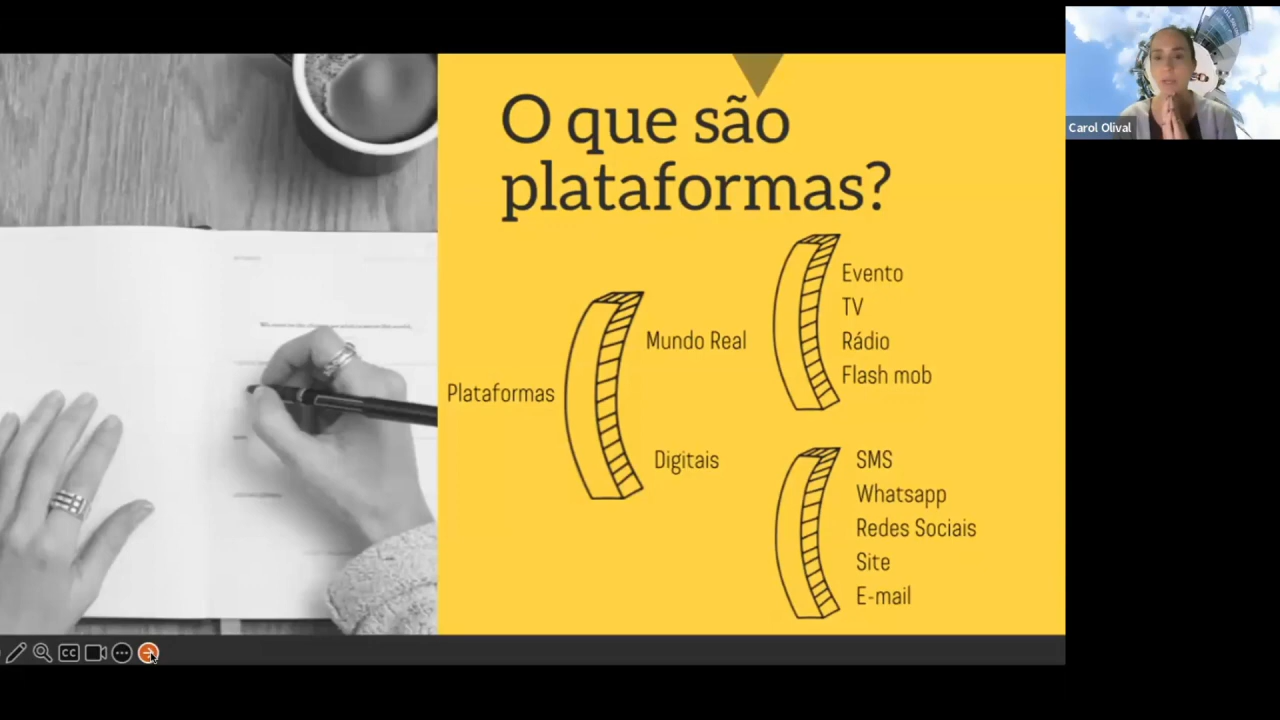 O que são
plataformas?
Plataformas
Mundo Real
Digitais
Evento
TV
Rádio
Flash mob
SMS
Whatsapp
Redes Sociais
Site
E-mail
Carol Olival
CC